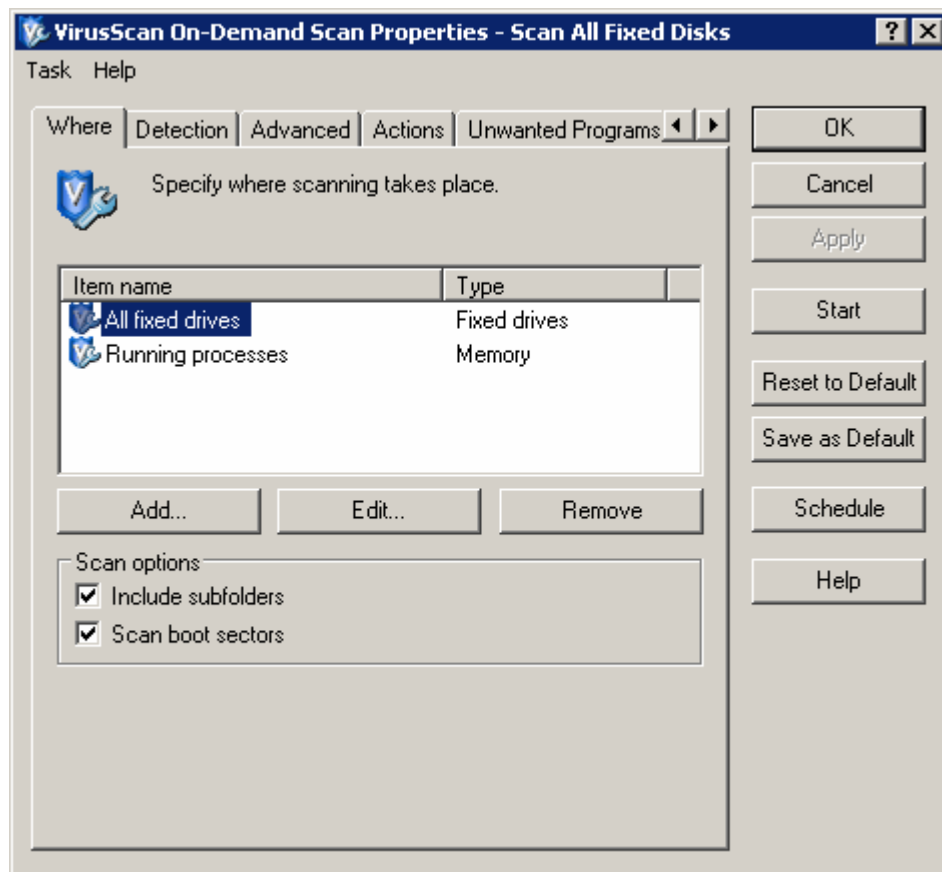 VirusScan On-Demand Scan Properties - Scan All Fixed Disks
Task Help
Where Detection Advanced Actions Unwanted Programs
Specify where scanning takes place.
Item name Type
All fixed drives Fixed drives
Running processes Memory
Add... Edit... Remove
Scan options
Include subfolders
Scan boot sectors
OK
Cancel
Apply
Start
Reset to Default
Save as Default
Schedule
Help